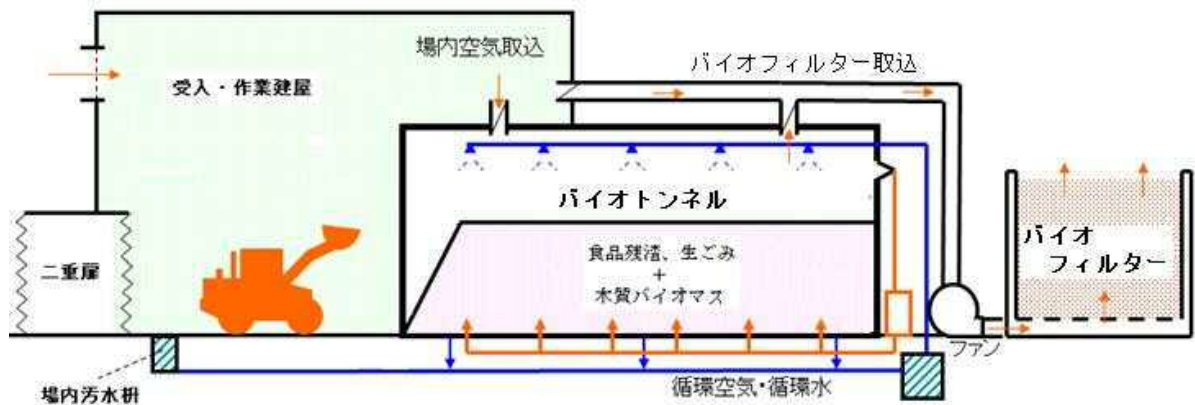 場内空気取込
バイオフィルター取込
受入・作業建屋
バイオトンネル
食品残渣、生ごみ
+
木質バイオマス
バイオ
フィルター
二重扉
ファン
場内汚水桝
循環空気・循環水